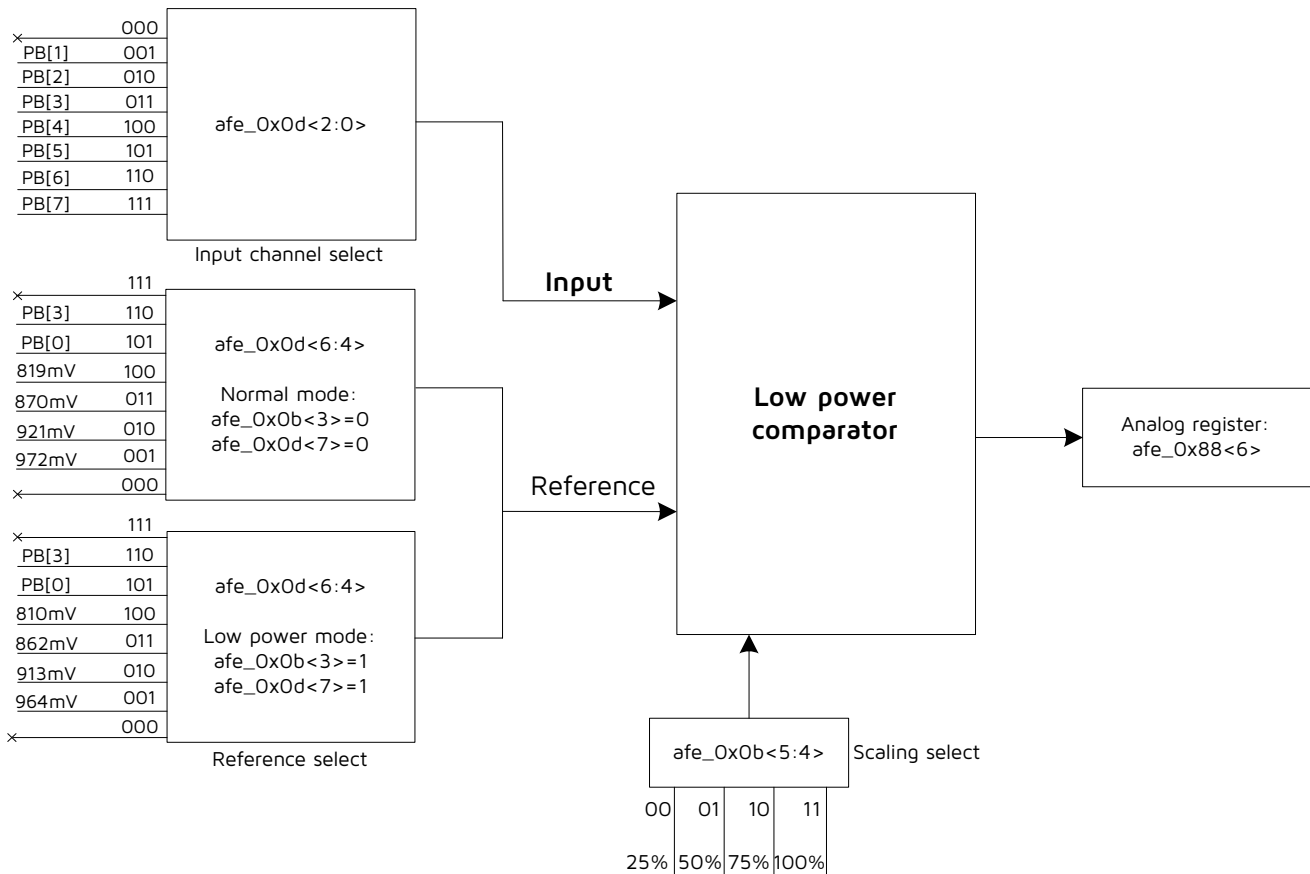 000
PB[1] 001
PB[2] 010
PB[3] 011
PB[4] 100
PB[5] 101
PB[6] 110
PB[7] 111
afe_0x0d<2:0>
Input channel select
111
PB[3] 110
PB[0] 101
819mV 100
870mV 011
921mV 010
972mV 001
000
afe_0x0d<6:4>
Normal mode:
afe_0x0b<3>=0
afe_0x0d<7>=0
111
PB[3] 110
PB[0] 101
810mV 100
862mV 011
913mV 010
964mV 001
000
afe_0x0d<6:4>
Low power mode:
afe_0x0b<3>=1
afe_0x0d<7>=1
Reference select
Input
Reference
Low power
comparator
Analog register:
afe_0x88<6>
afe_0x0b<5:4>
Scaling select
00 01 10 11
25% 50% 75% 100%